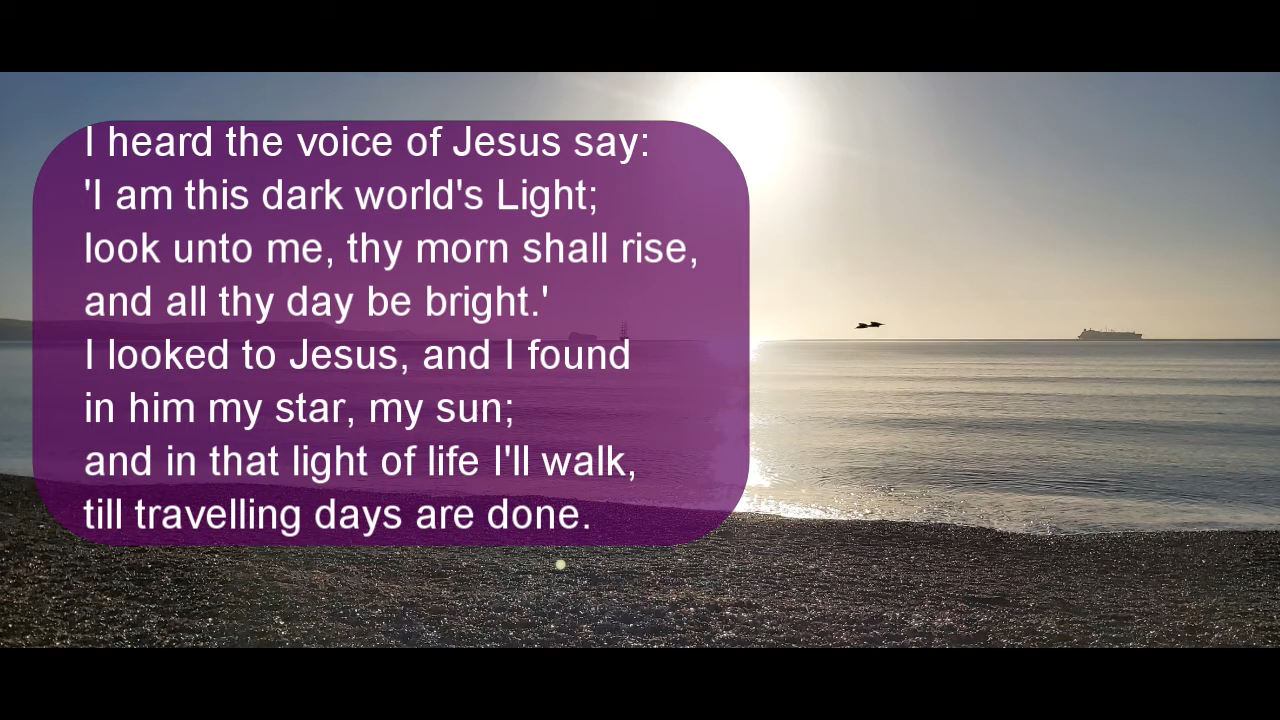 I heard the voice of Jesus say:
'I am this dark world's Light;
look unto me, thy morn shall rise,
and all thy day be bright.'
I looked to Jesus, and I found
in him my star, my sun;
and in that light of life I'll walk,
till travelling days are done.